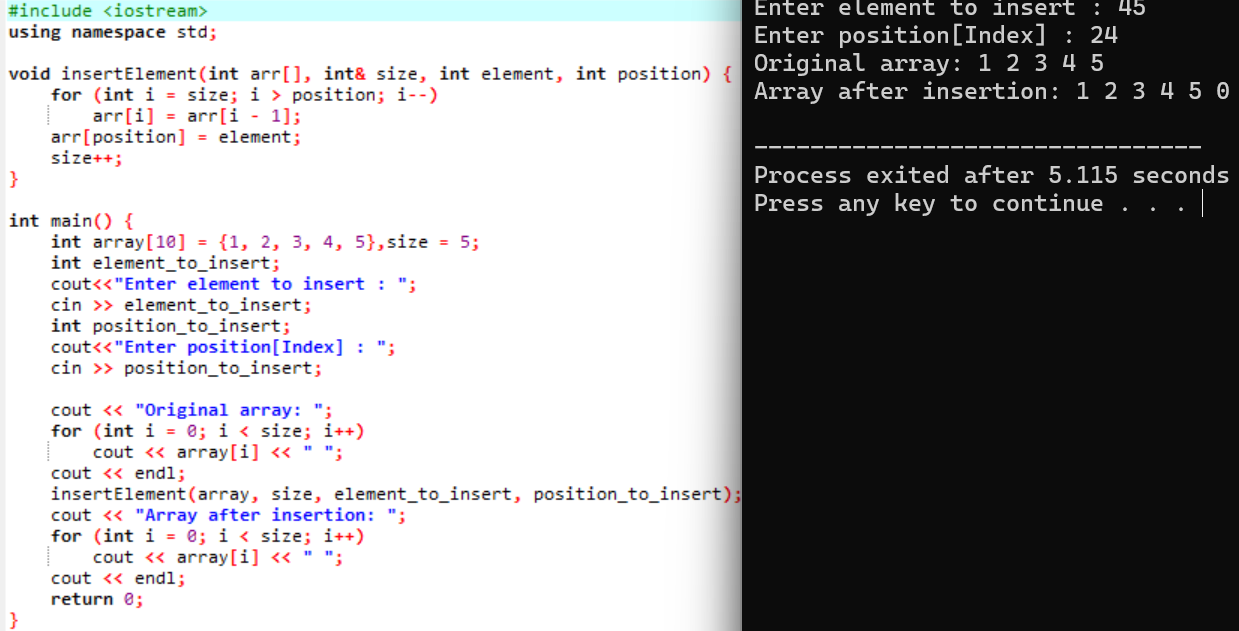 #include <iostream>
using namespace std;
void insertElement(int arr[], int& size, int element, int position) {
    for (int i = size; i > position; i--)
        arr[i] = arr[i - 1];
    arr[position] = element;
    size++;
}
int main() {
    int array[10] = {1, 2, 3, 4, 5},size = 5;
    int element_to_insert;
    cout<<"Enter element to insert : ";
    cin >> element_to_insert;
    int position_to_insert;
    cout<<"Enter position[Index] : ";
    cin >> position_to_insert;
    cout << "Original array: ";
    for (int i = 0; i < size; i++)
        cout << array[i] << " ";
    cout << endl;
    insertElement(array, size, element_to_insert, position_to_insert);
    cout << "Array after insertion: ";
    for (int i = 0; i < size; i++)
        cout << array[i] << " ";
    cout << endl;
    return 0;
}
Enter element to insert : 45
Enter position[Index] : 24
Original array: 1 2 3 4 5
Array after insertion: 1 2 3 4 5 0
--------------------------------
Process exited after 5.115 seconds
Press any key to continue . . .